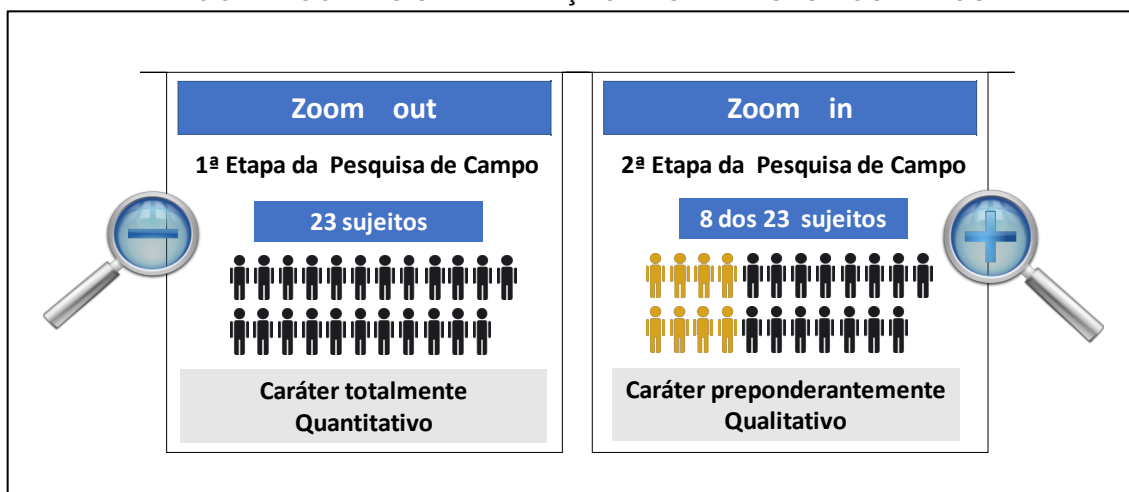 Zoom out
1ª Etapa da Pesquisa de Campo
23 sujeitos
Caráter totalmente
Quantitativo
Zoom in
2ª Etapa da Pesquisa de Campo
8 dos 23 sujeitos
Caráter preponderantemente
Qualitativo